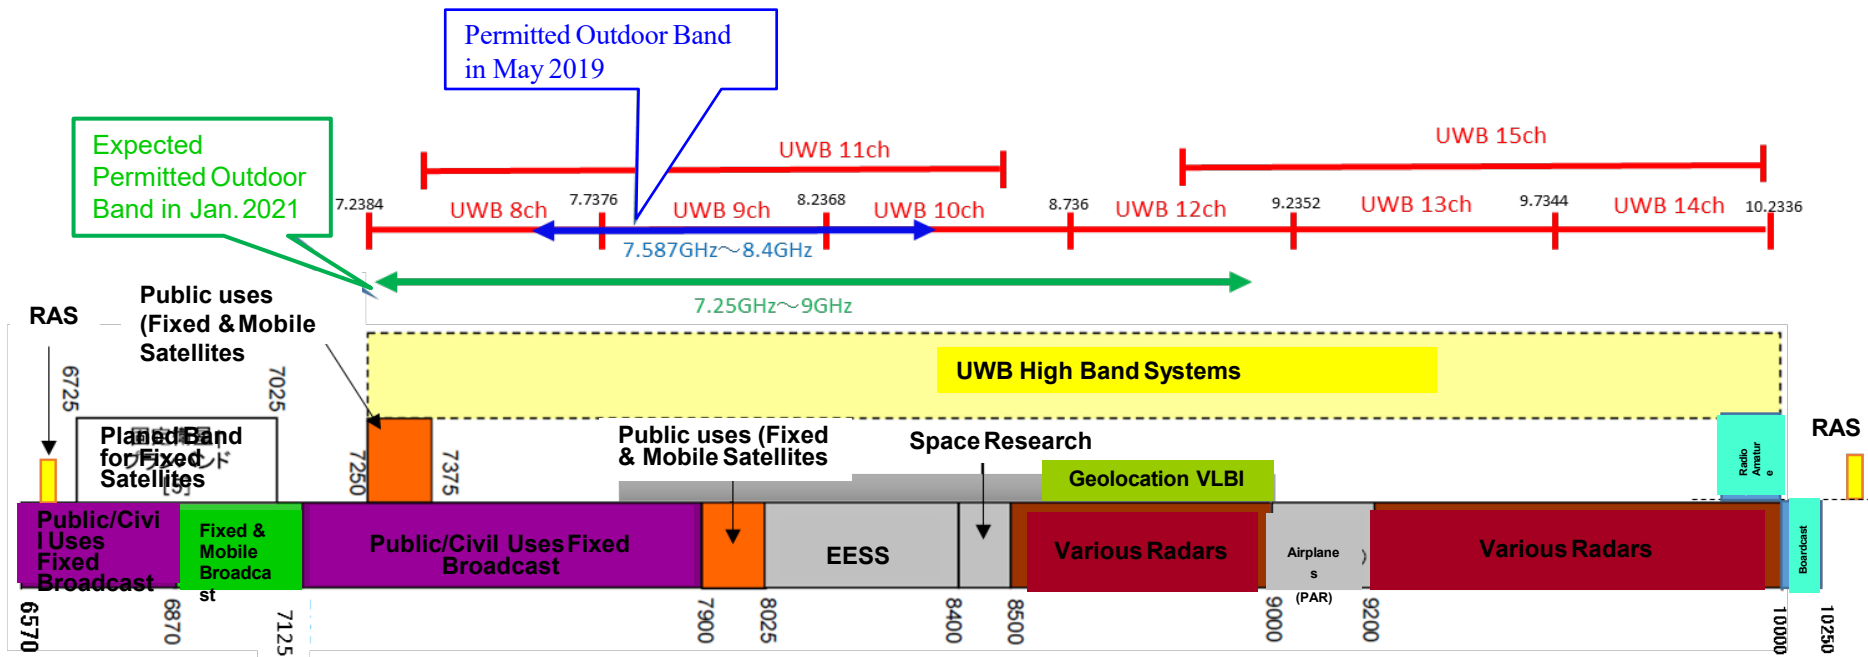 Permitted Outdoor Band
in May 2019
Expected
Permitted Outdoor
Band in Jan. 2021
UWB 11ch
UWB 15ch
7.2384
UWB 8ch
7.7376
UWB 9ch
8.2368
UWB 10ch
8.736
UWB 12ch
9.2352
UWB 13ch
9.7344
UWB 14ch
10.2336
7.587GHz～8.4GHz
7.25GHz～9GHz
RAS
Public uses
(Fixed & Mobile
Satellites
UWB High Band Systems
6725
7025
Planed Band
for Fixed
Satellites
7250
7375
Public uses (Fixed
& Mobile Satellites
Space Research
Geolocation VLBI
Radio
Amatur
e
RAS
Public/Civi
l Uses
Fixed
Broadcast
Fixed &
Mobile
Broadca
st
Public/Civil Uses Fixed
Broadcast
EESS
Various Radars
Airplane
s
(PAR)
Various Radars
Boardcast
6570
6870
7125
7900
8025
8400
8500
9000
9200
10000
10250